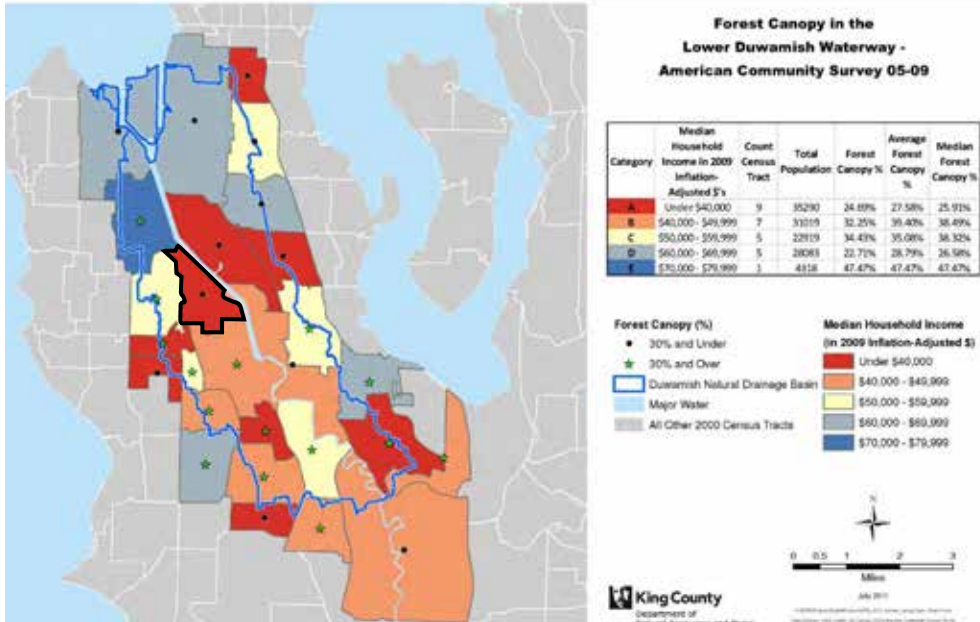 Forest Canopy in the
Lower Duwamish Waterway -
American Community Survey 05-09
Category Median Household Income in 2009 Inflation-Adjusted $'s Count Census Tract Total Population Forest Canopy % Average Forest Canopy % Median Forest Canopy %
A Under $40,000 9 35290 24.69% 27.58% 25.91%
B $40,000 - $49,999 7 31019 32.25% 39.40% 38.49%
C $50,000 - $59,999 5 22919 34.43% 35.08% 38.32%
D $60,000 - $69,999 5 28083 22.71% 28.79% 26.58%
E $70,000 - $79,999 1 4318 47.47% 47.47% 47.47%
Forest Canopy (%)
30% and Under
30% and Over
Duwamish Natural Drainage Basin
Major Water
All Other 2000 Census Tracts
Median Household Income
(in 2009 Inflation-Adjusted $)
Under $40,000
$40,000 - $49,999
$50,000 - $59,999
$60,000 - $69,999
$70,000 - $79,999
N
0 0.5 1 2 3
Miles
July 2011
King County
Department of